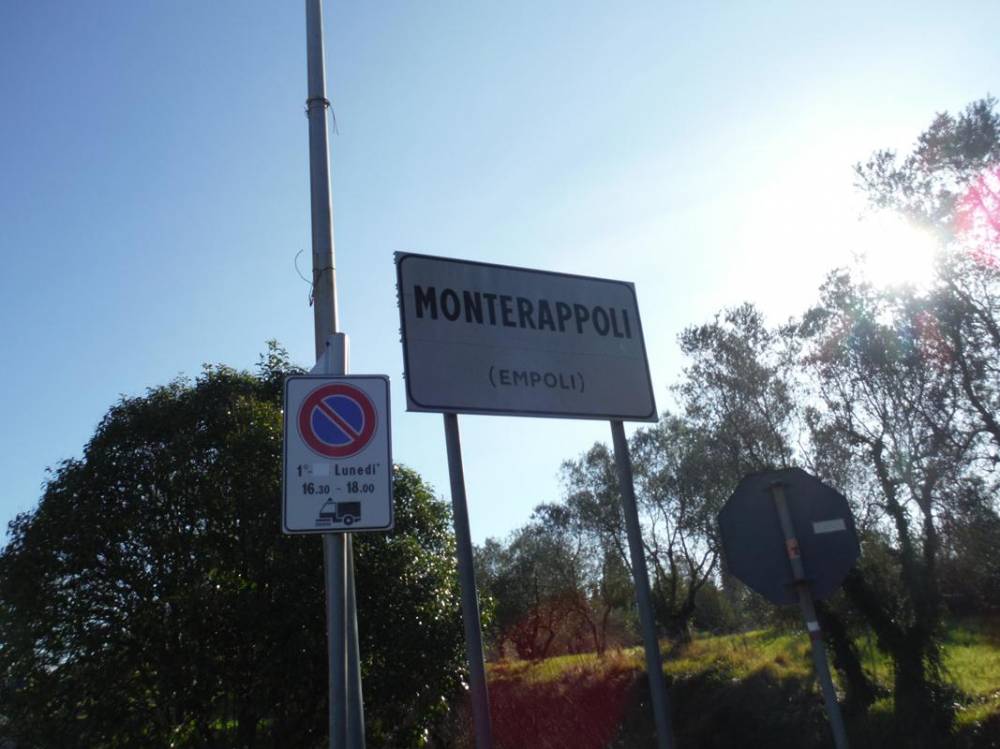 MONTERAPPOLI
(EMPOLI)
1° Lunedi'
16.30 - 18.00